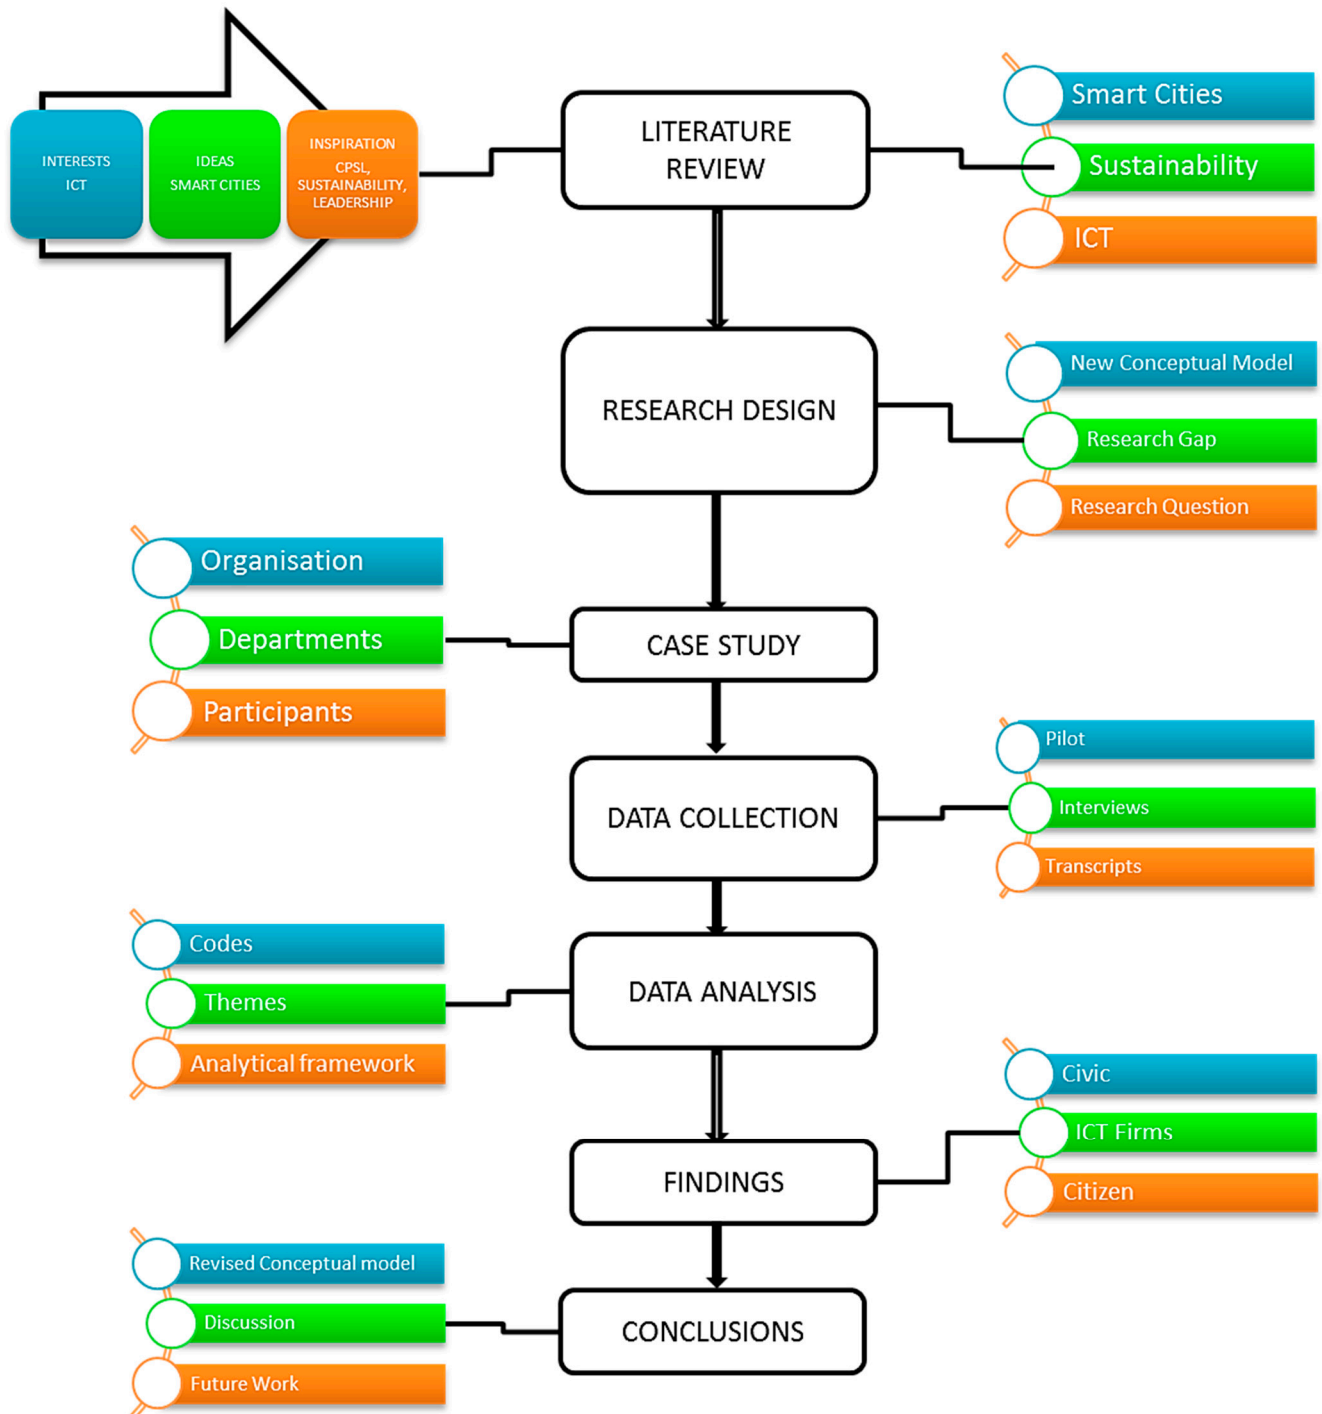 INTERESTS
ICT
IDEAS
SMART CITIES
INSPIRATION
CPSL,
SUSTAINABILITY,
LEADERSHIP
LITERATURE
REVIEW
Smart Cities
Sustainability
ICT
RESEARCH DESIGN
New Conceptual Model
Research Gap
Research Question
Organisation
Departments
Participants
CASE STUDY
DATA COLLECTION
Pilot
Interviews
Transcripts
Codes
Themes
Analytical framework
DATA ANALYSIS
FINDINGS
Civic
ICT Firms
Citizen
Revised Conceptual model
Discussion
Future Work
CONCLUSIONS